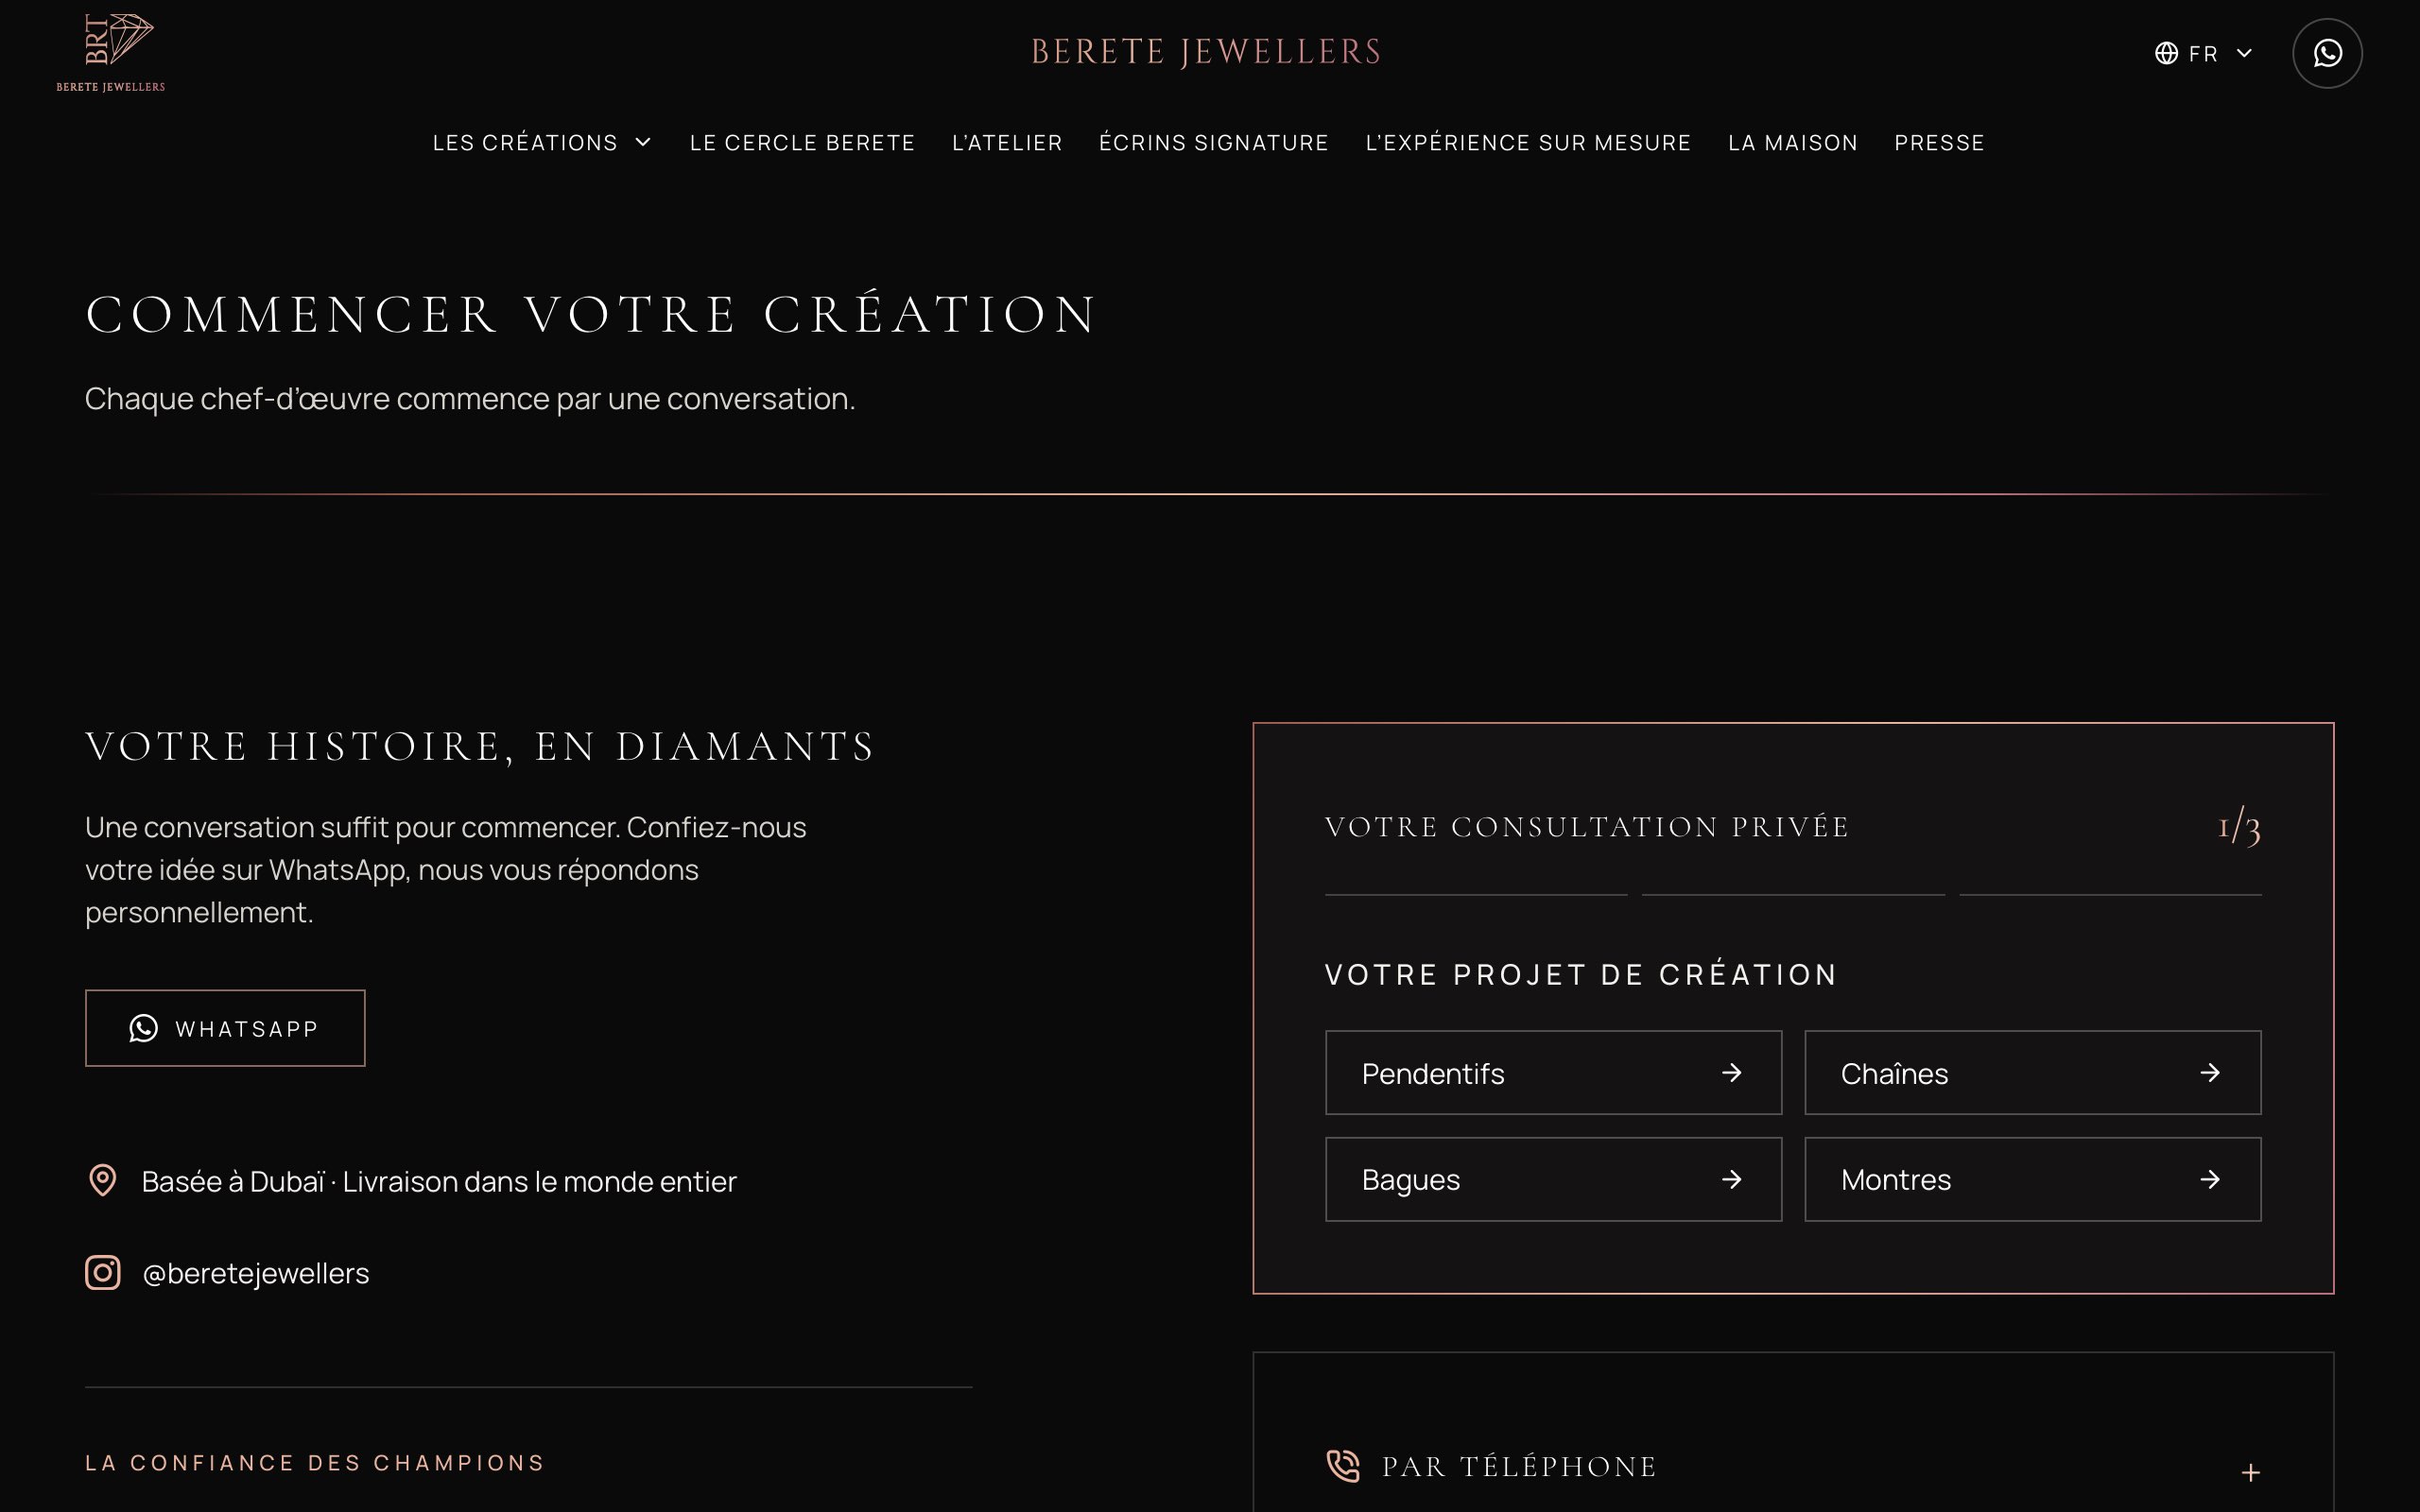 BRT
BERETE JEWELLERS
BERETE JEWELLERS
FR
LES CRÉATIONS
LE CERCLE BERETE
L’ATELIER
ÉCRINS SIGNATURE
L’EXPÉRIENCE SUR MESURE
LA MAISON
PRESSE
COMMENCER VOTRE CRÉATION
Chaque chef-d’œuvre commence par une conversation.
VOTRE HISTOIRE, EN DIAMANTS
Une conversation suffit pour commencer. Confiez-nous
votre idée sur WhatsApp, nous vous répondons
personnellement.
WHATSAPP
Basée à Dubaï · Livraison dans le monde entier
@beretejewellers
LA CONFIANCE DES CHAMPIONS
VOTRE CONSULTATION PRIVÉE
1/3
VOTRE PROJET DE CRÉATION
Pendentifs
Chaînes
Bagues
Montres
PAR TÉLÉPHONE
+